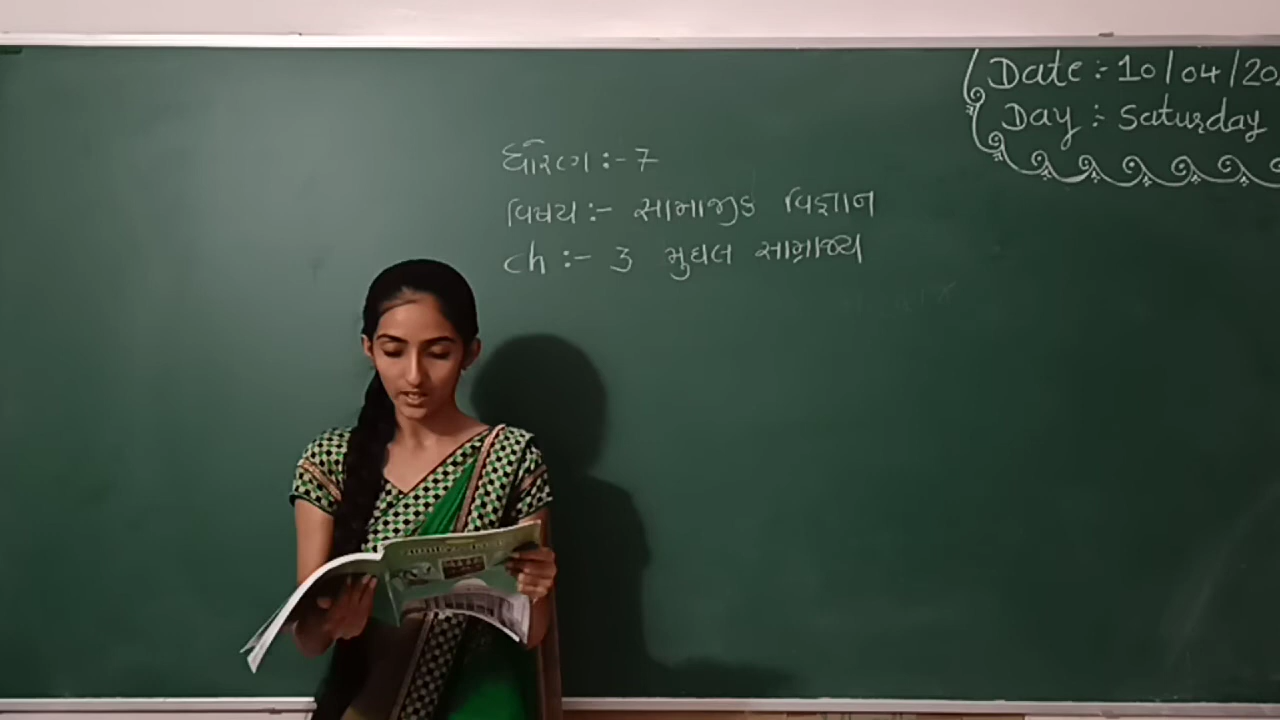 Date :- 10/04/20
Day :- Saturday
ધોરણ :- 7
વિષય :- સામાજીક વિજ્ઞાન
ch :- 3 મુઘલ સામ્રાજ્ય